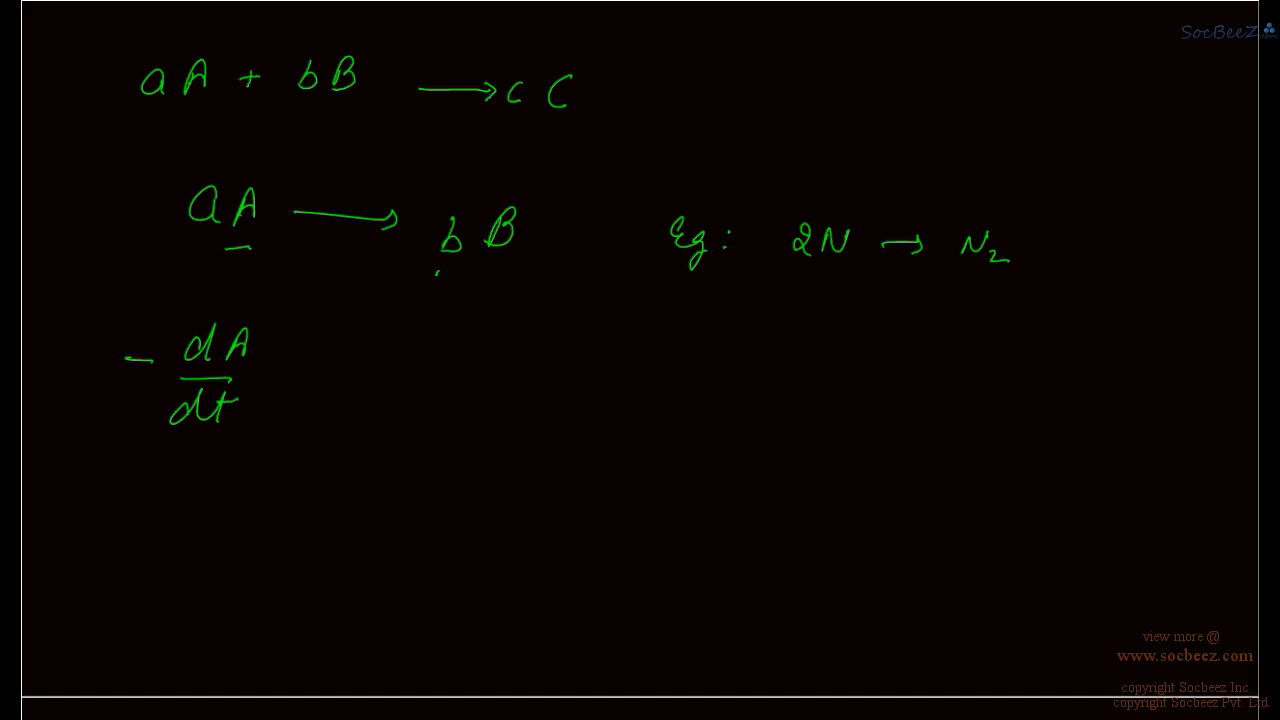 SocBeeZ
aA + bB → cC
aA → bB Eg: 2N → N₂
- dA
dt
view more @
www.socbeez.com
copyright Socbeez Inc
copyright Socbeez Pvt Ltd